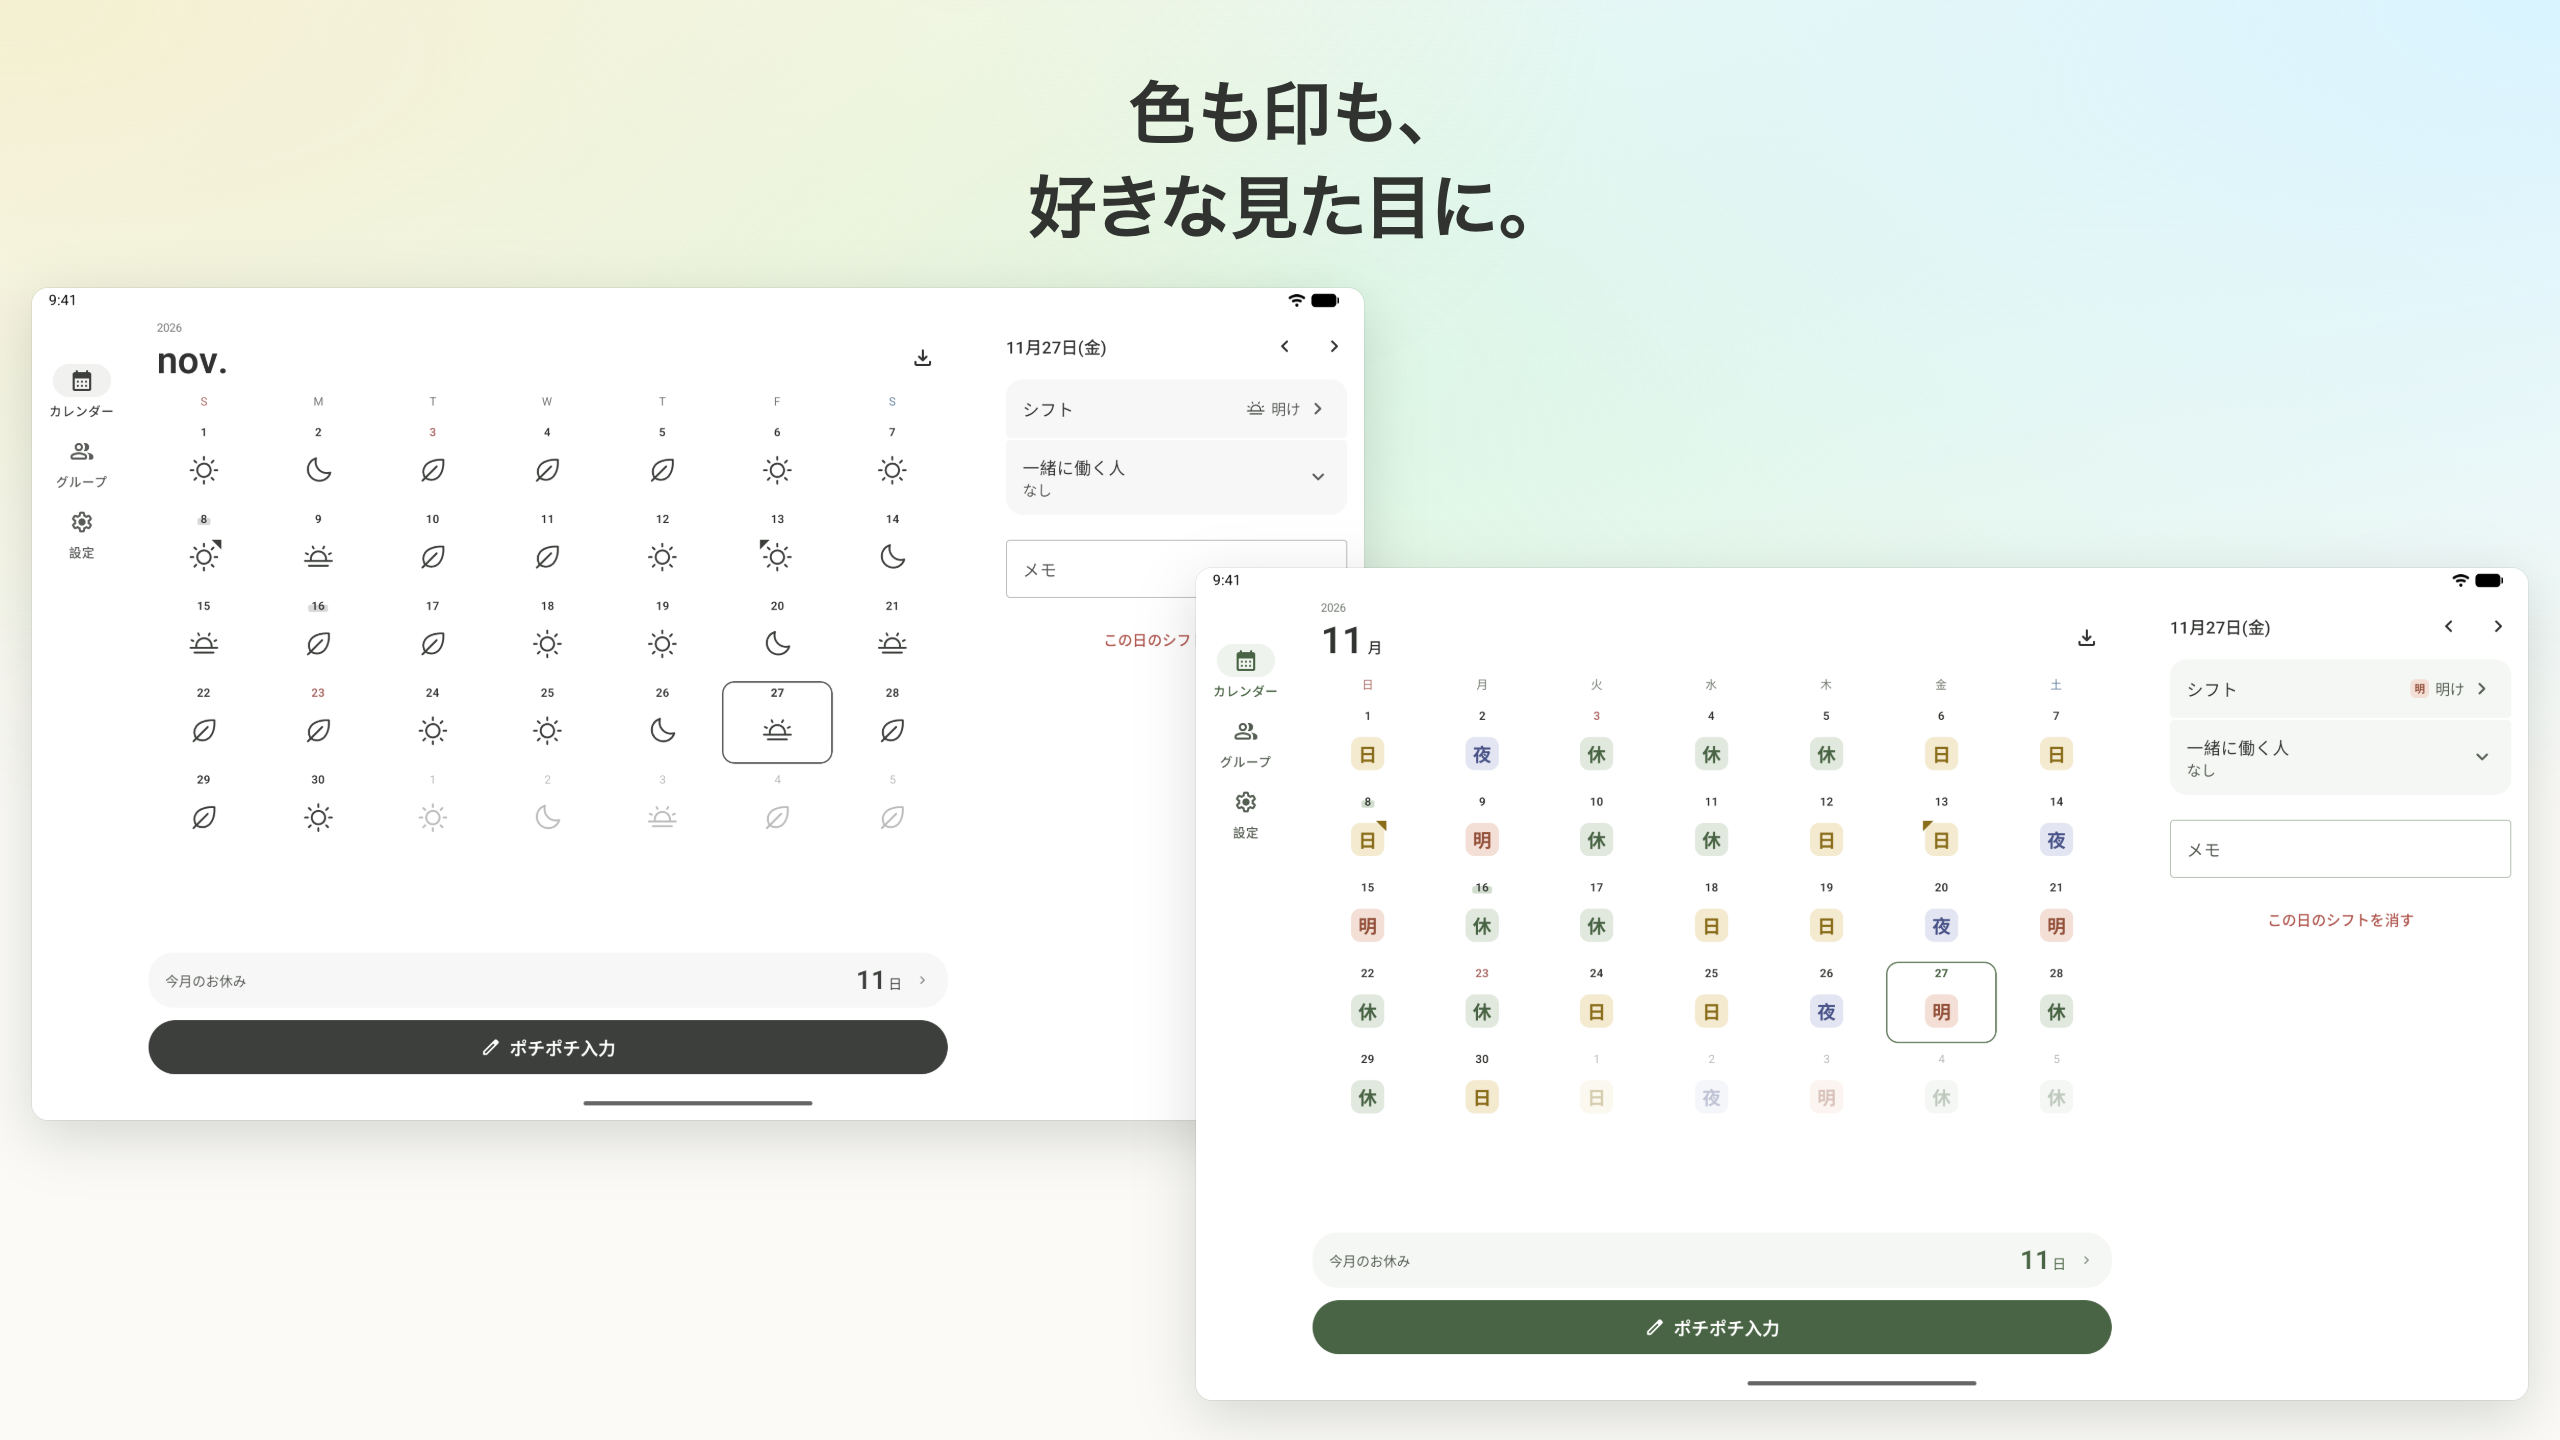 色も印も、
好きな見た目に。
9:41
2026
nov.
カレンダー
グループ
設定
S M T W T F S
1 2 3 4 5 6 7
8 9 10 11 12 13 14
15 16 17 18 19 20 21
22 23 24 25 26 27 28
29 30 1 2 3 4 5
今月のお休み 11日
ポチポチ入力
11月27日(金)
シフト 明け
一緒に働く人
なし
メモ
この日のシフ
9:41
2026
11月
カレンダー
グループ
設定
日 月 火 水 木 金 土
1 2 3 4 5 6 7
日 夜 休 休 休 日 日
8 9 10 11 12 13 14
日 明 休 休 日 日 夜
15 16 17 18 19 20 21
明 休 休 日 日 夜 明
22 23 24 25 26 27 28
休 休 日 日 夜 明 休
29 30 1 2 3 4 5
休 日 日 夜 明 休 休
今月のお休み 11日
ポチポチ入力
11月27日(金)
シフト 明 明け
一緒に働く人
なし
メモ
この日のシフトを消す